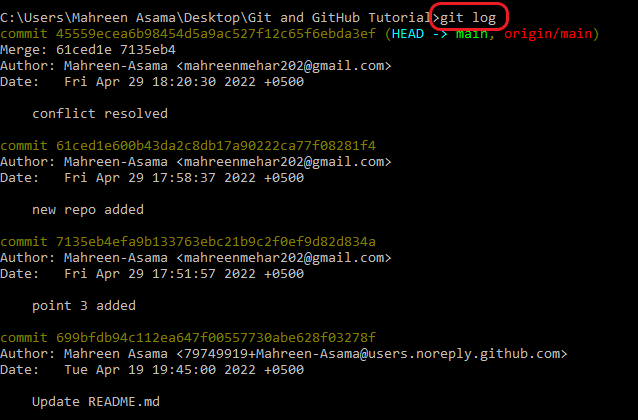 C:\Users\Mahreen Asama\Desktop\Git and GitHub Tutorial>git log
commit 45559ecea6b98454d5a9ac527f12c65f6ebda3ef (HEAD -> main, origin/main)
Merge: 61ced1e 7135eb4
Author: Mahreen-Asama <mahreenmehar202@gmail.com>
Date:   Fri Apr 29 18:20:30 2022 +0500
conflict resolved
commit 61ced1e600b43da2c8db17a90222ca77f08281f4
Author: Mahreen-Asama <mahreenmehar202@gmail.com>
Date:   Fri Apr 29 17:58:37 2022 +0500
new repo added
commit 7135eb4efa9b133763ebc21b9c2f0ef9d82d834a
Author: Mahreen-Asama <mahreenmehar202@gmail.com>
Date:   Fri Apr 29 17:51:57 2022 +0500
point 3 added
commit 699bfdb94c112ea647f00557730abe628f03278f
Author: Mahreen Asama <79749919+Mahreen-Asama@users.noreply.github.com>
Date:   Tue Apr 19 19:45:00 2022 +0500
Update README.md